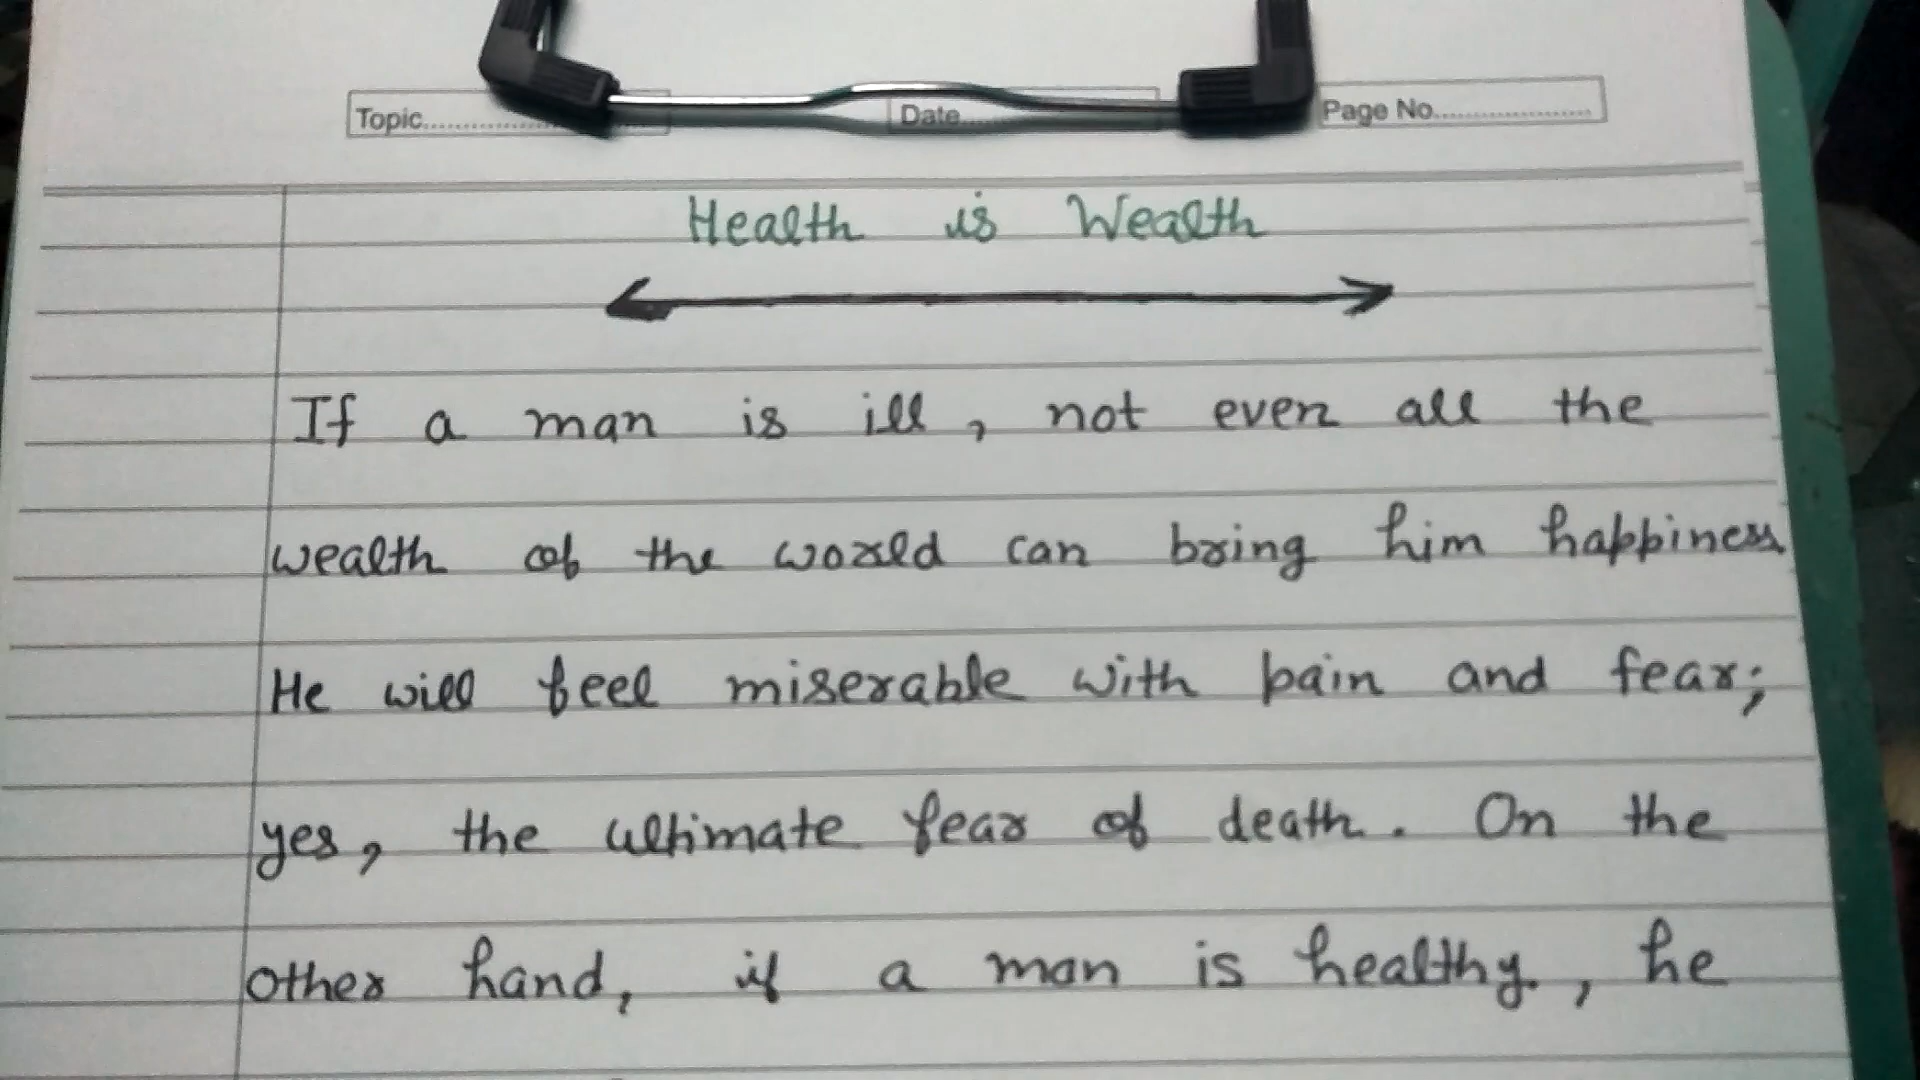 Topic
Date
Page No.
Health is Wealth
If a man is ill, not even all the
wealth of the world can bring him happiness
He will feel miserable with pain and fear;
yes, the ultimate fear of death. On the
other hand, if a man is healthy, he